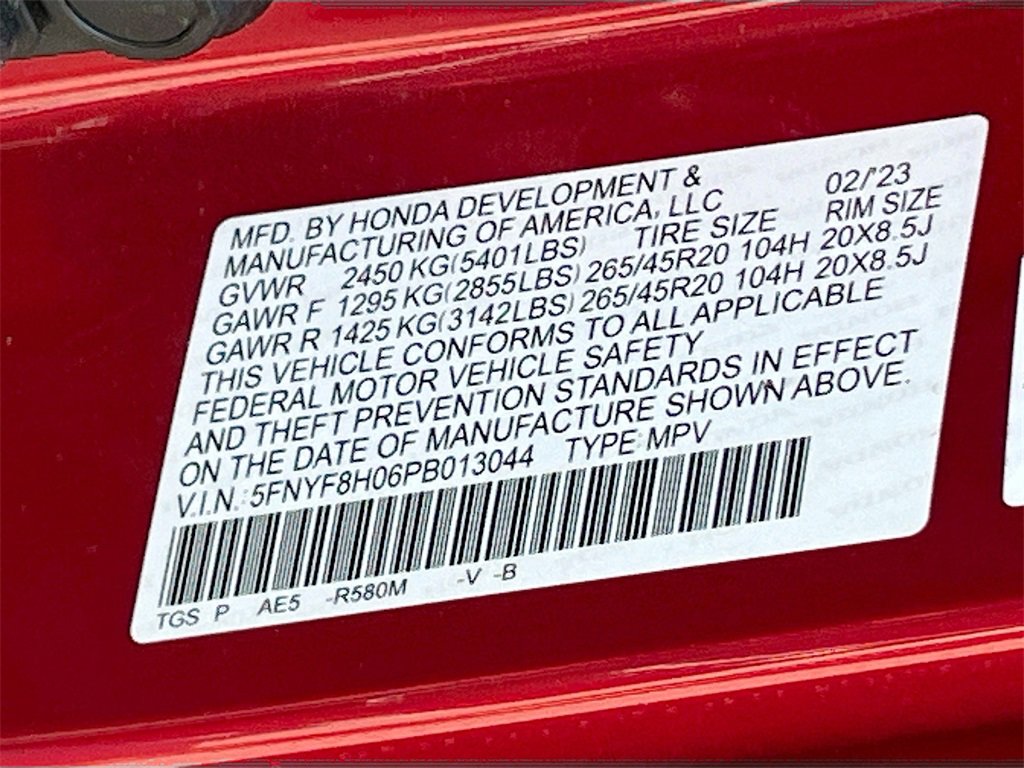 MFD. BY HONDA DEVELOPMENT &
MANUFACTURING OF AMERICA, LLC 02/'23
GVWR 2450 KG(5401LBS) TIRE SIZE RIM SIZE
GAWR F 1295 KG(2855LBS) 265/45R20 104H 20X8.5J
GAWR R 1425 KG(3142LBS) 265/45R20 104H 20X8.5J
THIS VEHICLE CONFORMS TO ALL APPLICABLE
FEDERAL MOTOR VEHICLE SAFETY
AND THEFT PREVENTION STANDARDS IN EFFECT
ON THE DATE OF MANUFACTURE SHOWN ABOVE.
V.I.N.:5FNYF8H06PB013044 TYPE:MPV
TGS P AE5 -R580M -V -B